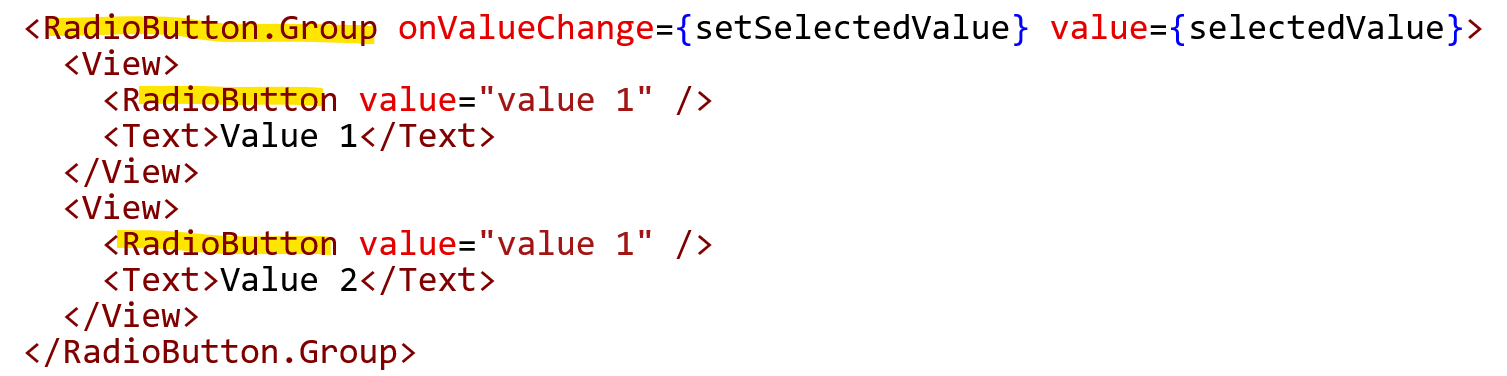 <RadioButton.Group onValueChange={setSelectedValue} value={selectedValue}>
  <View>
    <RadioButton value="value 1" />
    <Text>Value 1</Text>
  </View>
  <View>
    <RadioButton value="value 1" />
    <Text>Value 2</Text>
  </View>
</RadioButton.Group>